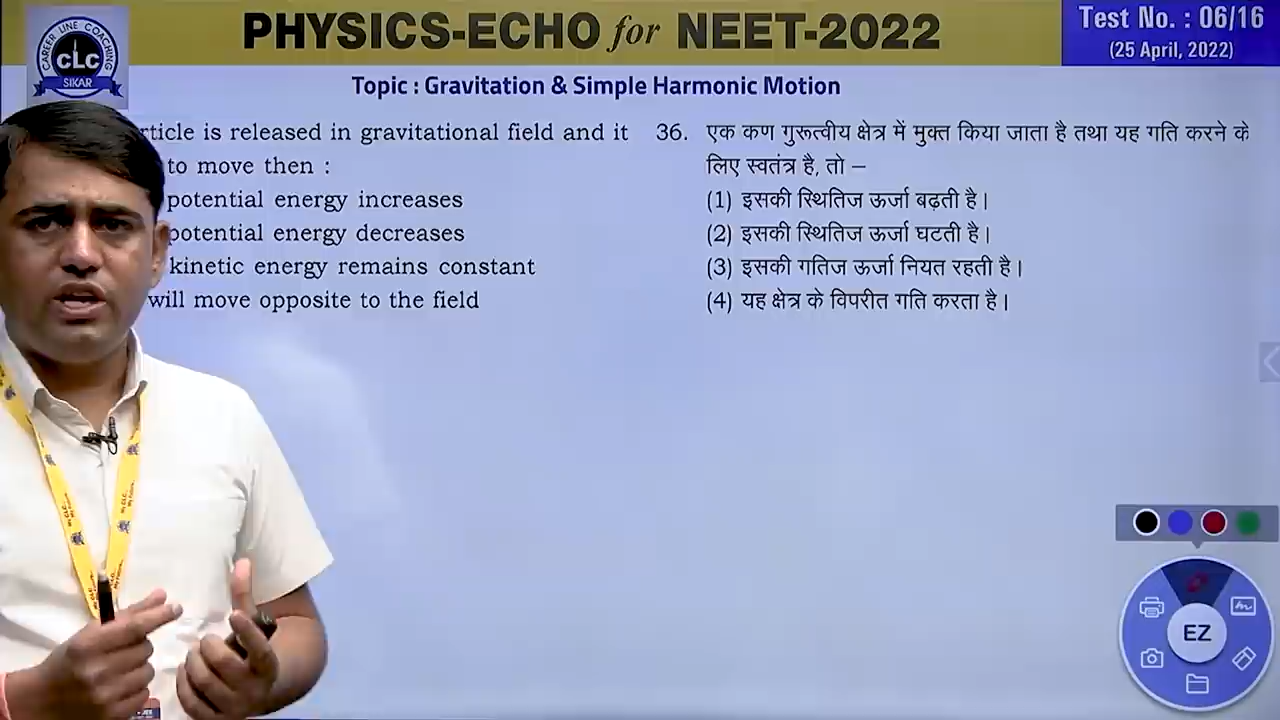 PHYSICS-ECHO for NEET-2022
Test No. : 06/16
(25 April, 2022)
CAREER LINE COACHING
CLC
SIKAR
Topic : Gravitation & Simple Harmonic Motion
is released in gravitational field and it
to move then :
potential energy increases
potential energy decreases
kinetic energy remains constant
will move opposite to the field
36. एक कण गुरूत्वीय क्षेत्र में मुक्त किया जाता है तथा यह गति करने के
लिए स्वतंत्र है, तो –
(1) इसकी स्थितिज ऊर्जा बढ़ती है।
(2) इसकी स्थितिज ऊर्जा घटती है।
(3) इसकी गतिज ऊर्जा नियत रहती है।
(4) यह क्षेत्र के विपरीत गति करता है।
EZ